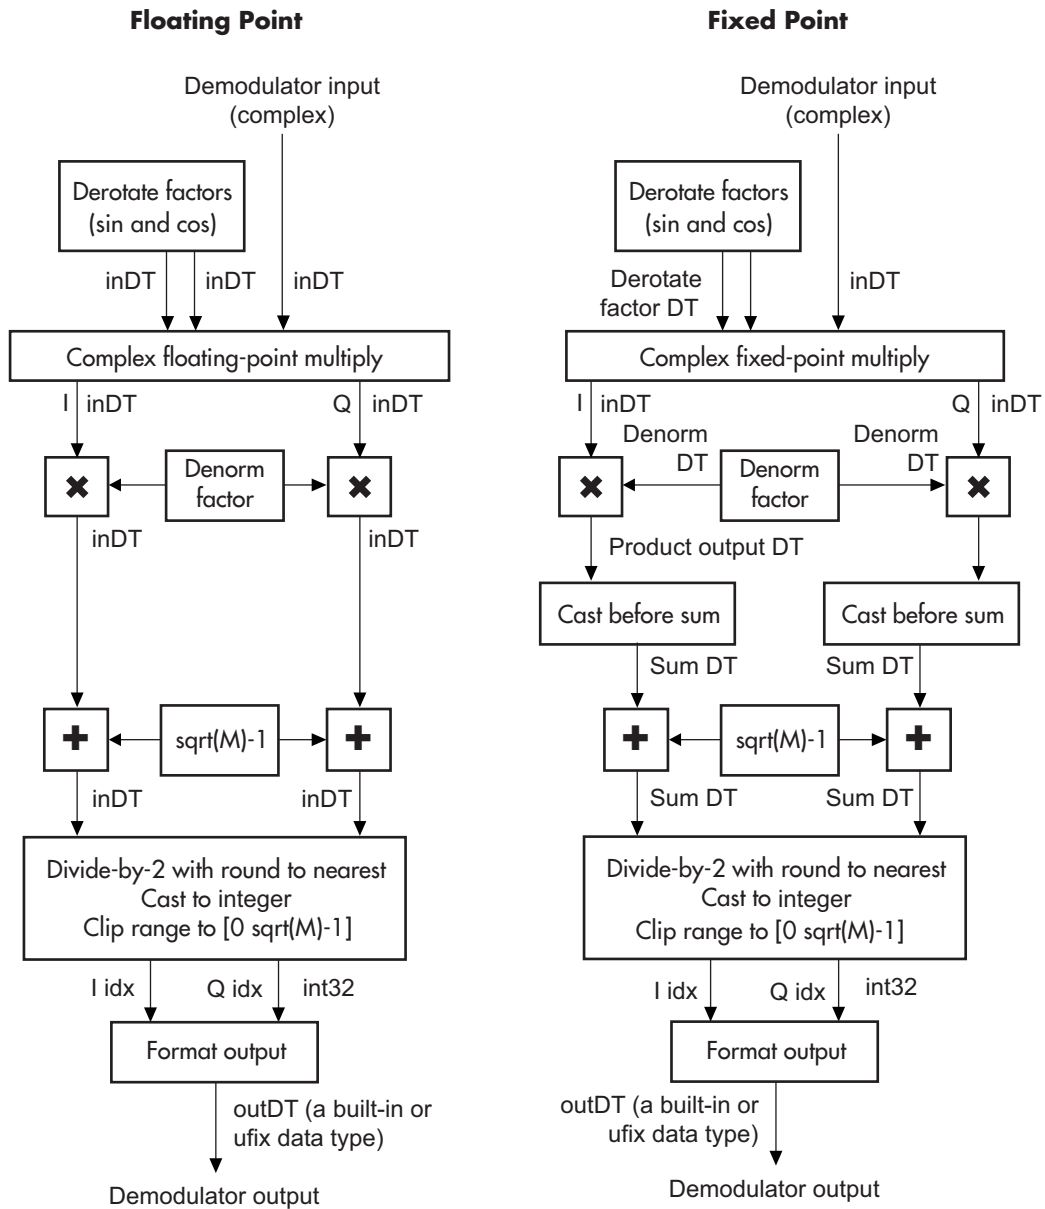 Floating Point
Demodulator input
(complex)
Derotate factors
(sin and cos)
inDT
inDT
inDT
Complex floating-point multiply
I
inDT
Q
inDT
Denorm
factor
inDT
inDT
sqrt(M)-1
inDT
inDT
Divide-by-2 with round to nearest
Cast to integer
Clip range to [0 sqrt(M)-1]
I idx
Q idx
int32
Format output
outDT (a built-in or
ufix data type)
Demodulator output
Fixed Point
Demodulator input
(complex)
Derotate factors
(sin and cos)
Derotate
factor DT
inDT
Complex fixed-point multiply
I
inDT
Q
inDT
Denorm
DT
Denorm
factor
Denorm
DT
Product output DT
Cast before sum
Cast before sum
Sum DT
Sum DT
sqrt(M)-1
Sum DT
Sum DT
Divide-by-2 with round to nearest
Cast to integer
Clip range to [0 sqrt(M)-1]
I idx
Q idx
int32
Format output
outDT (a built-in or
ufix data type)
Demodulator output